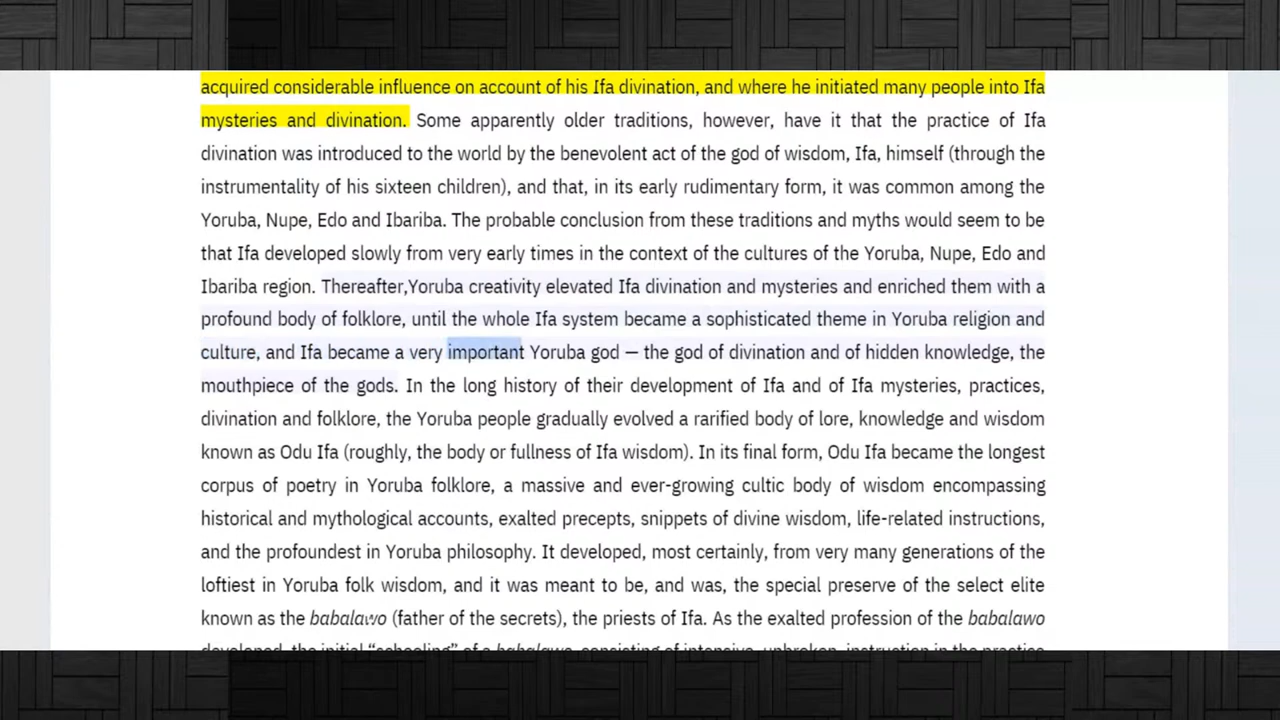 acquired considerable influence on account of his Ifa divination, and where he initiated many people into Ifa
mysteries and divination. Some apparently older traditions, however, have it that the practice of Ifa
divination was introduced to the world by the benevolent act of the god of wisdom, Ifa, himself (through the
instrumentality of his sixteen children), and that, in its early rudimentary form, it was common among the
Yoruba, Nupe, Edo and Ibariba. The probable conclusion from these traditions and myths would seem to be
that Ifa developed slowly from very early times in the context of the cultures of the Yoruba, Nupe, Edo and
Ibariba region. Thereafter,Yoruba creativity elevated Ifa divination and mysteries and enriched them with a
profound body of folklore, until the whole Ifa system became a sophisticated theme in Yoruba religion and
culture, and Ifa became a very important Yoruba god — the god of divination and of hidden knowledge, the
mouthpiece of the gods. In the long history of their development of Ifa and of Ifa mysteries, practices,
divination and folklore, the Yoruba people gradually evolved a rarified body of lore, knowledge and wisdom
known as Odu Ifa (roughly, the body or fullness of Ifa wisdom). In its final form, Odu Ifa became the longest
corpus of poetry in Yoruba folklore, a massive and ever-growing cultic body of wisdom encompassing
historical and mythological accounts, exalted precepts, snippets of divine wisdom, life-related instructions,
and the profoundest in Yoruba philosophy. It developed, most certainly, from very many generations of the
loftiest in Yoruba folk wisdom, and it was meant to be, and was, the special preserve of the select elite
known as the babalawo (father of the secrets), the priests of Ifa. As the exalted profession of the babalawo
developed, the initial “schooling” of a babalawo, consisting of intensive, unbroken, instruction in the practice